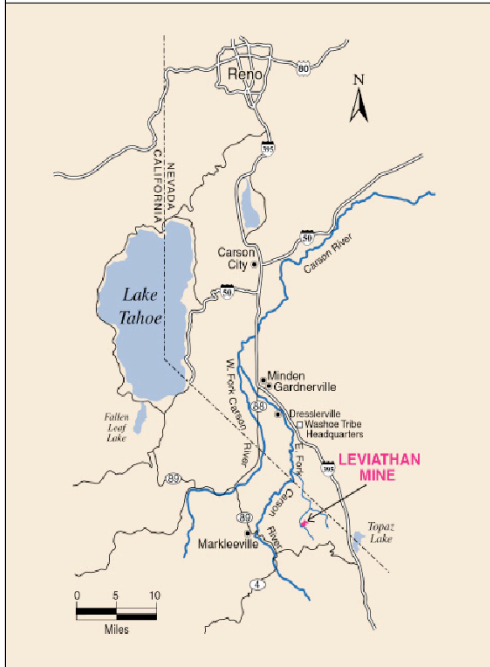 Reno
80
N
395
NEVADA
CALIFORNIA
50
Carson River
Carson
City
Lake
Tahoe
50
W. Fork Carson
River
Minden
Gardnerville
88
Fallen
Leaf
Lake
Dresslerville
Washoe Tribe
Headquarters
E. Fork
Carson
River
LEVIATHAN
MINE
395
89
89
Markleeville
Topaz
Lake
4
0 5 10
Miles